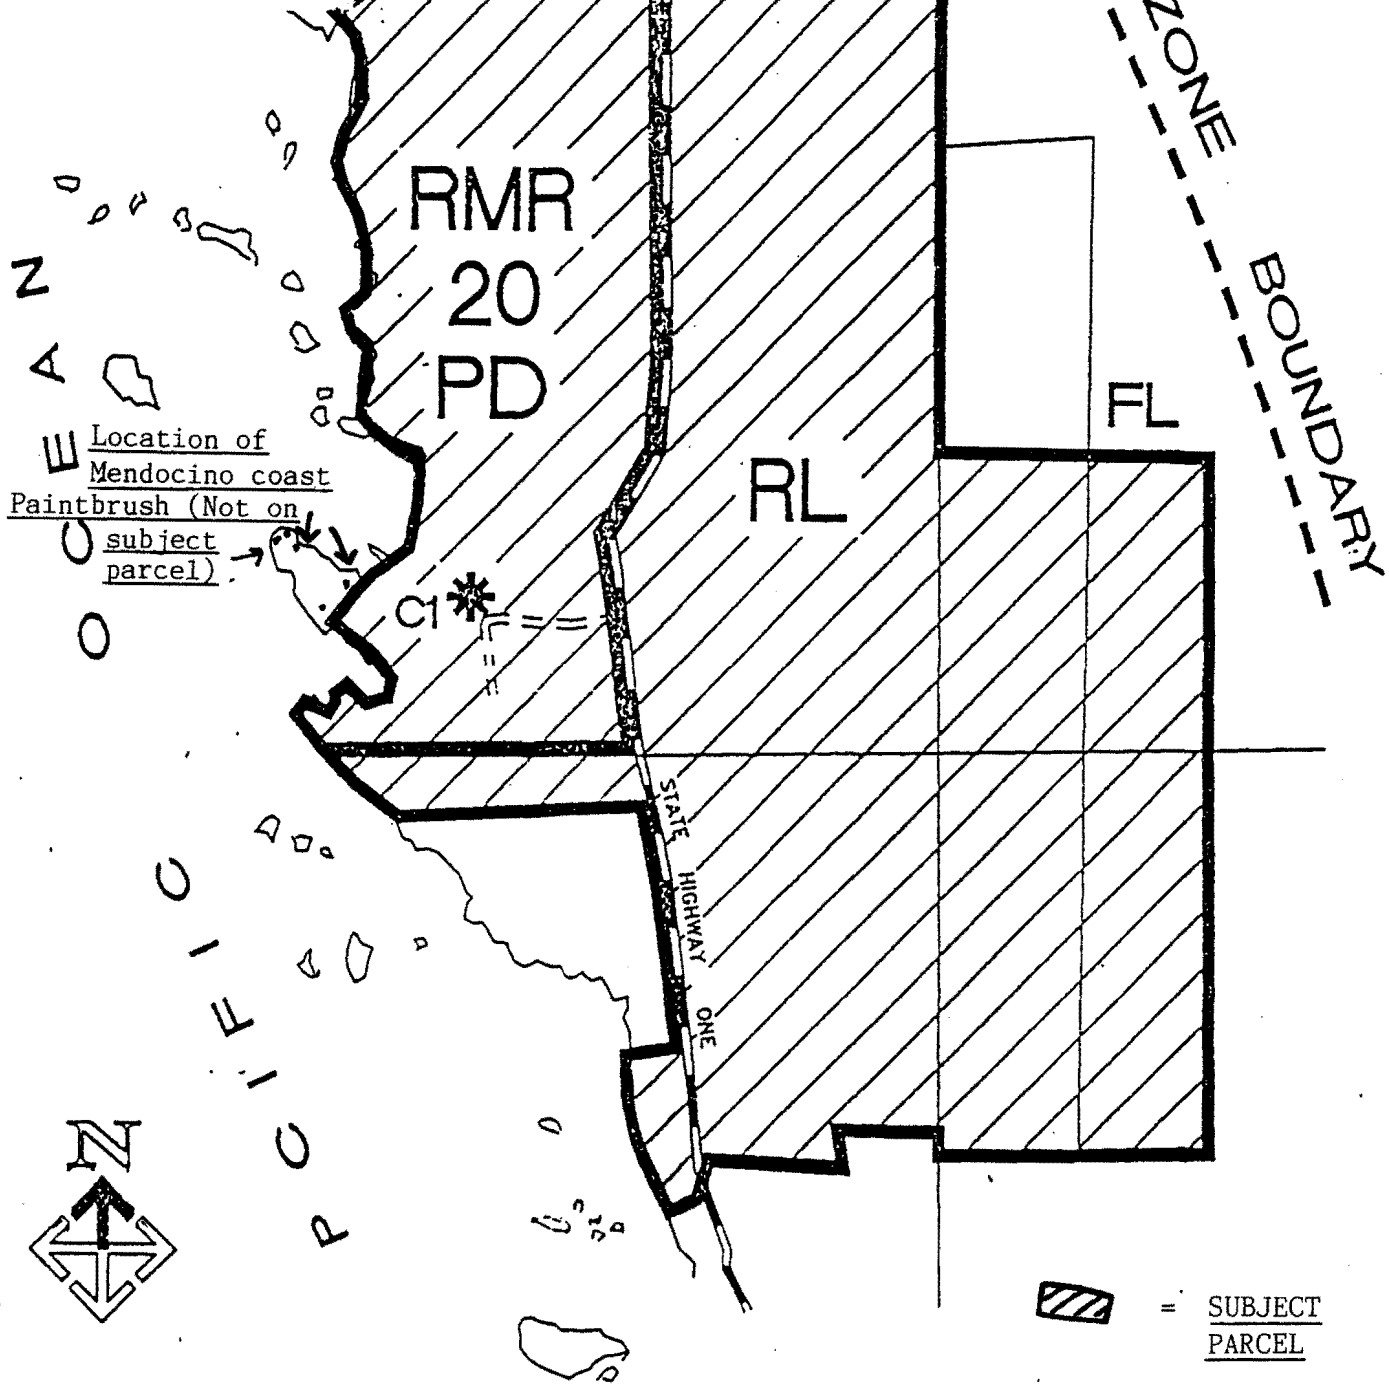 ZONE BOUNDARY
RMR
20
PD
FL
RL
Location of
Mendocino coast
Paintbrush (Not on
subject
parcel)
C1
STATE HIGHWAY ONE
PCIFIC OCEAN
N
= SUBJECT
PARCEL